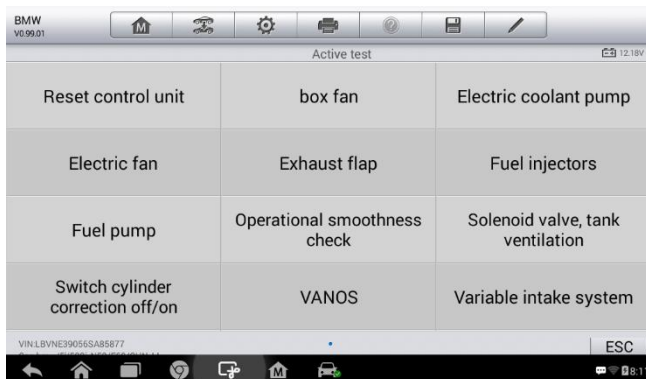 BMW
V0.99.01
Active test
12.18V
Reset control unit
box fan
Electric coolant pump
Electric fan
Exhaust flap
Fuel injectors
Fuel pump
Operational smoothness
check
Solenoid valve, tank
ventilation
Switch cylinder
correction off/on
VANOS
Variable intake system
VIN:LBVNE39056SA85877
ESC